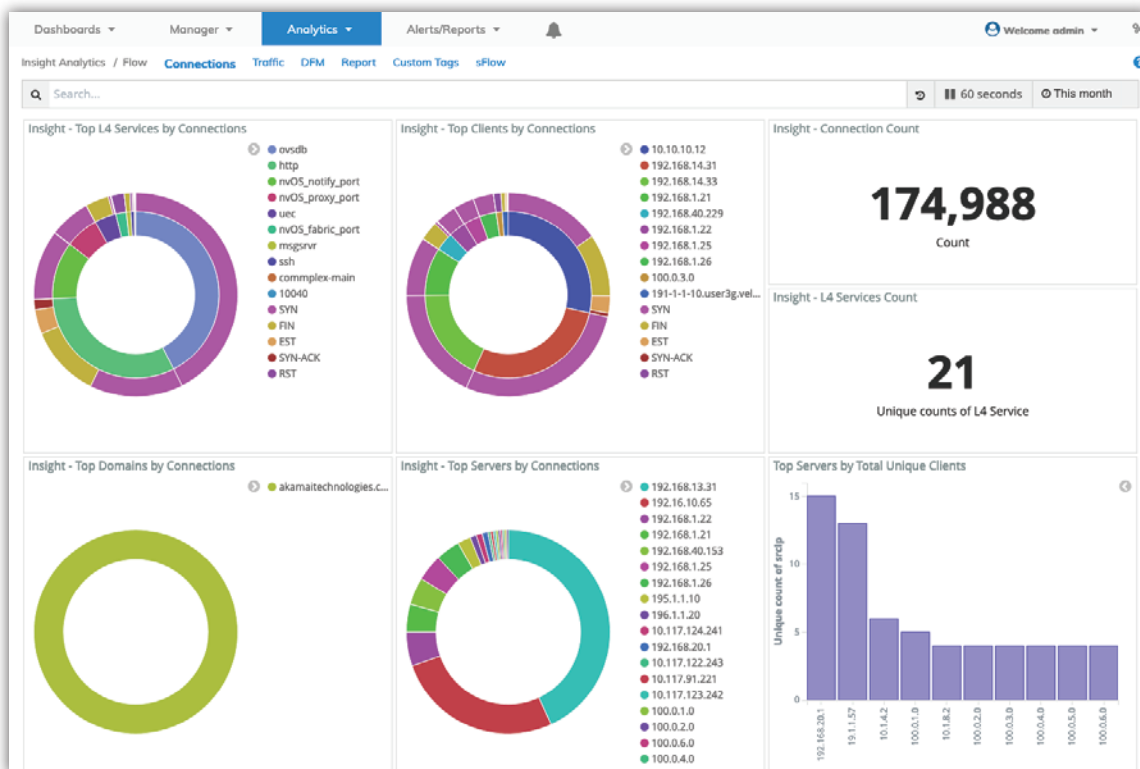 Dashboards
Manager
Analytics
Alerts/Reports
Welcome admin
Insight Analytics / Flow Connections Traffic DFM Report Custom Tags sFlow
Search...
60 seconds
This month
Insight - Top L4 Services by Connections
ovsdb
http
nvOS_notify_port
nvOS_proxy_port
uec
nvOS_fabric_port
msgsrvr
ssh
commplex-main
10040
SYN
FIN
EST
SYN-ACK
RST
Insight - Top Clients by Connections
10.10.10.12
192.168.14.31
192.168.14.33
192.168.1.21
192.168.40.229
192.168.1.22
192.168.1.25
192.168.1.26
100.0.3.0
191-1-1-10.user3g.vel...
SYN
FIN
EST
SYN-ACK
RST
Insight - Connection Count
174,988
Count
Insight - L4 Services Count
21
Unique counts of L4 Service
Insight - Top Domains by Connections
akamaitechnologies.c...
Insight - Top Servers by Connections
192.168.13.31
192.16.10.65
192.168.1.22
192.168.1.21
192.168.40.153
192.168.1.25
192.168.1.26
195.1.1.10
196.1.1.20
10.117.124.241
192.168.20.1
10.117.122.243
10.117.91.221
10.117.123.242
100.0.1.0
100.0.2.0
100.0.6.0
100.0.4.0
Top Servers by Total Unique Clients
Unique count of srcIp
15
10
5
0
192.168.20.1
19.1.1.57
10.1.4.2
100.0.1.0
10.1.8.2
100.0.2.0
100.0.3.0
100.0.4.0
100.0.5.0
100.0.6.0